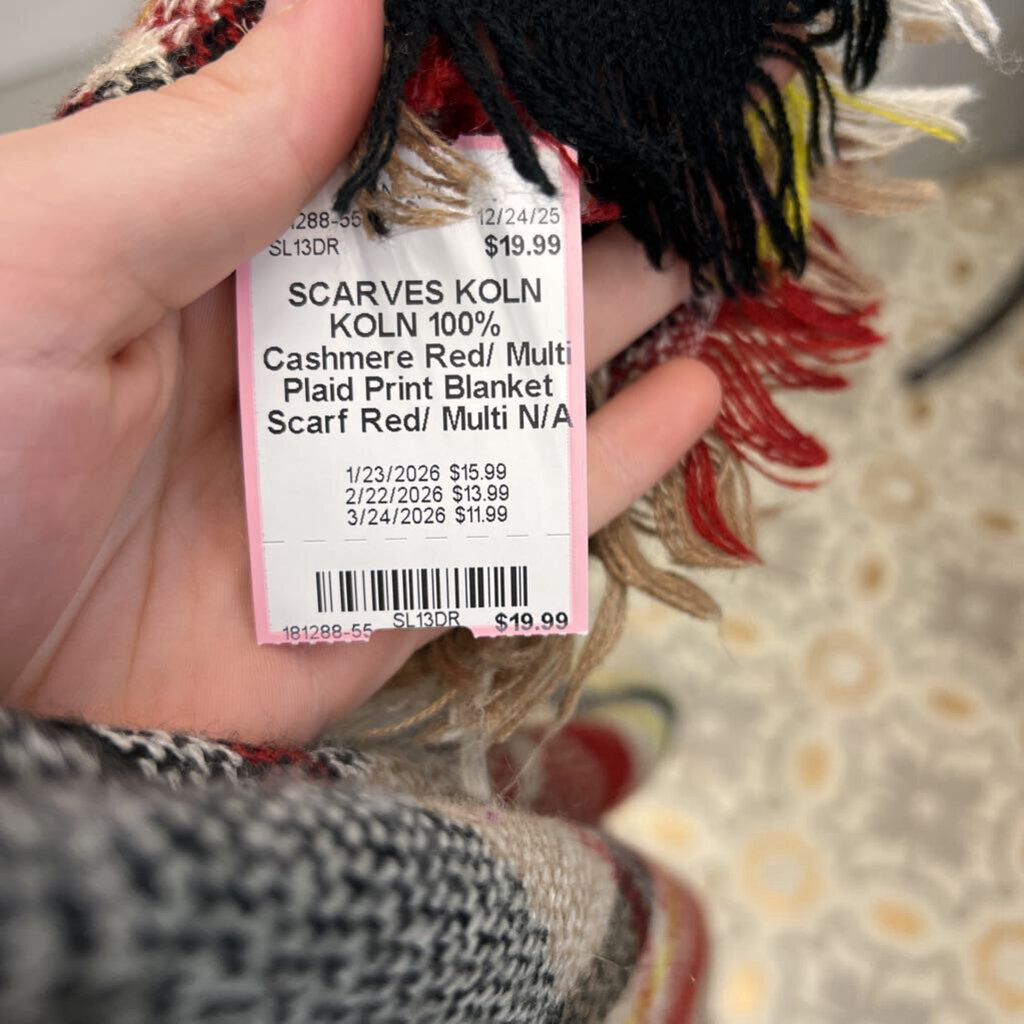 288-55 12/24/25
SL13DR $19.99
SCARVES KOLN
KOLN 100%
Cashmere Red/ Multi
Plaid Print Blanket
Scarf Red/ Multi N/A
1/23/2026 $15.99
2/22/2026 $13.99
3/24/2026 $11.99
181288-55 SL13DR $19.99